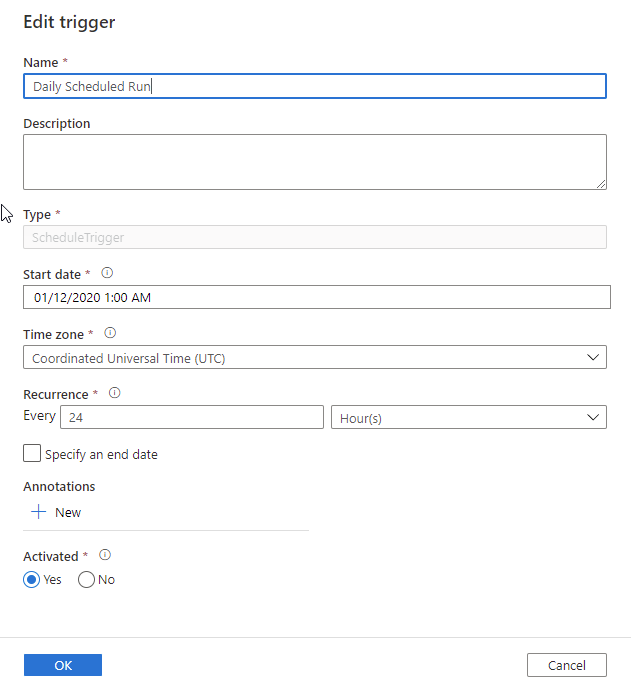 Edit trigger
Name *
Daily Scheduled Run
Description
Type *
ScheduleTrigger
Start date *
01/12/2020 1:00 AM
Time zone *
Coordinated Universal Time (UTC)
Recurrence *
Every 24 Hour(s)
Specify an end date
Annotations
+ New
Activated *
Yes No
OK Cancel